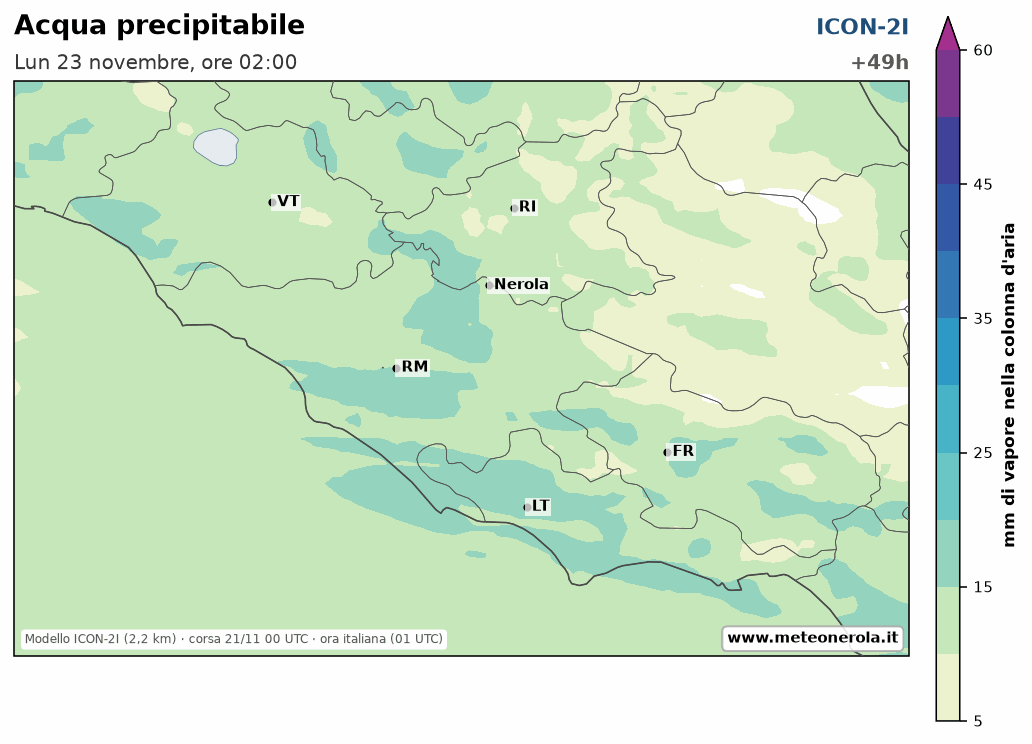 Acqua precipitabile
ICON-2I
Lun 23 novembre, ore 02:00
+49h
VT
RI
Nerola
RM
FR
LT
Modello ICON-2I (2,2 km) · corsa 21/11 00 UTC · ora italiana (01 UTC)
www.meteonerola.it
60
45
35
25
15
5
mm di vapore nella colonna d'aria